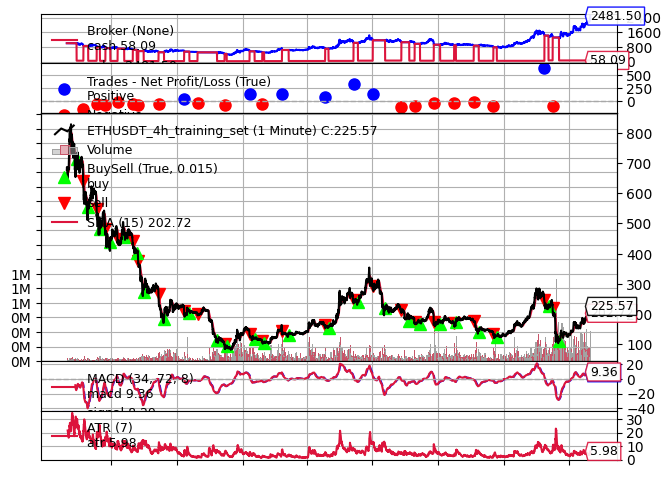 Broker (None)
cash 58.09
2481.50
1600
800
0
58.09
Trades - Net Profit/Loss (True)
Positive
Negative
500
250
0
ETHUSDT_4h_training_set (1 Minute) C:225.57
Volume
BuySell (True, 0.015)
buy
sell
SMA (15) 202.72
800
700
600
500
400
300
225.57
100
1M
1M
1M
0M
0M
0M
0M
MACD (34, 72, 8)
macd 9.36
20
9.36
0
−20
−40
ATR (7)
atr 5.98
30
20
10
5.98
0